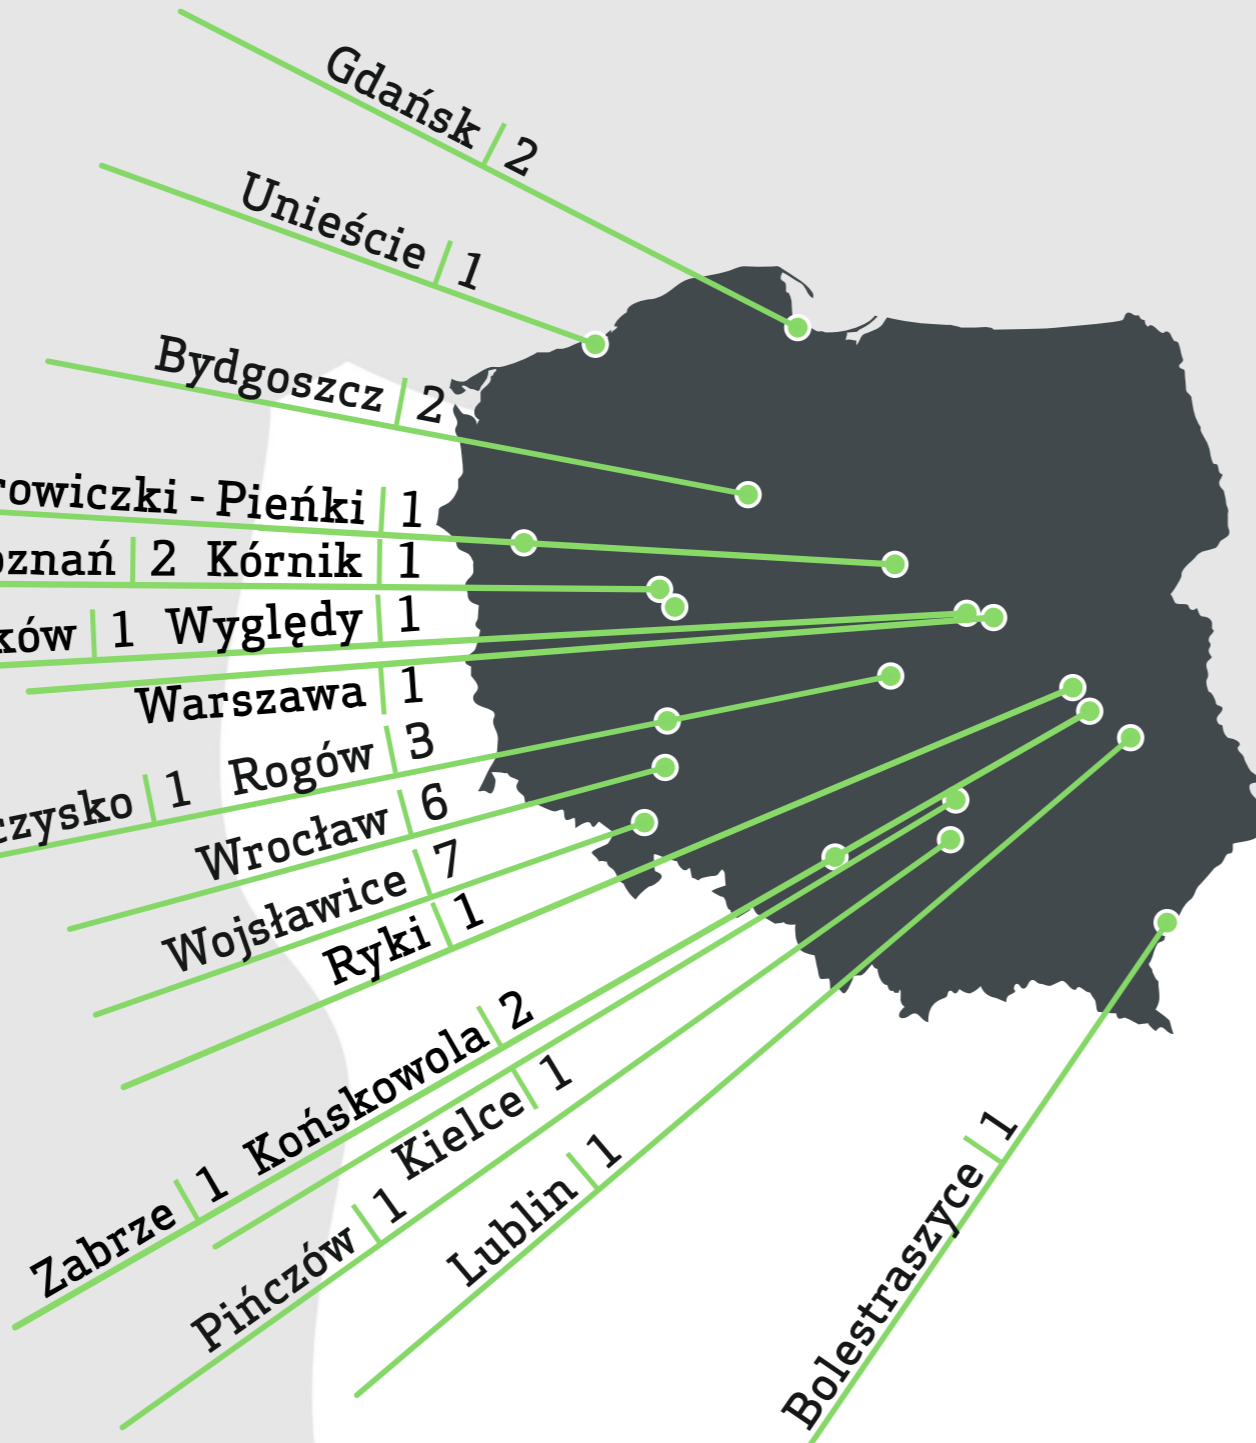 Gdańsk | 2
Unieście | 1
Bydgoszcz | 2
rowiczki - Pieńki | 1
oznań | 2 Kórnik | 1
ków | 1 Wyględy | 1
Warszawa | 1
czysko | 1 Rogów | 3
Wrocław | 6
Wojsławice | 7
Ryki | 1
Zabrze | 1 Końskowola | 2
Kielce | 1
Pińczów | 1
Lublin | 1
Bolestraszyce | 1